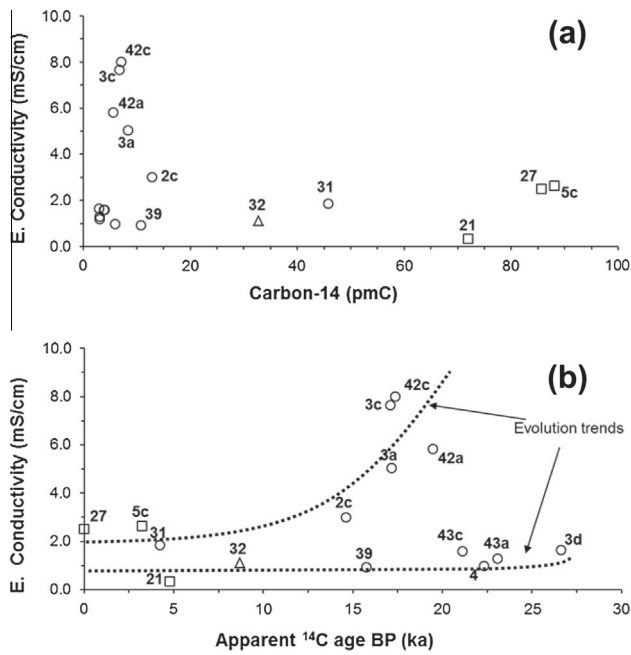 (a)
E. Conductivity (mS/cm)
10.0
8.0
6.0
4.0
2.0
0.0
42c
3c
42a
3a
2c
39
32
31
21
27
5c
0 20 40 60 80 100
Carbon-14 (pmC)
(b)
E. Conductivity (mS/cm)
10.0
8.0
6.0
4.0
2.0
0.0
42c
3c
Evolution trends
3a
42a
2c
27
5c
31
32
21
39
43c
43a
3d
4
0 5 10 15 20 25 30
Apparent ¹⁴C age BP (ka)